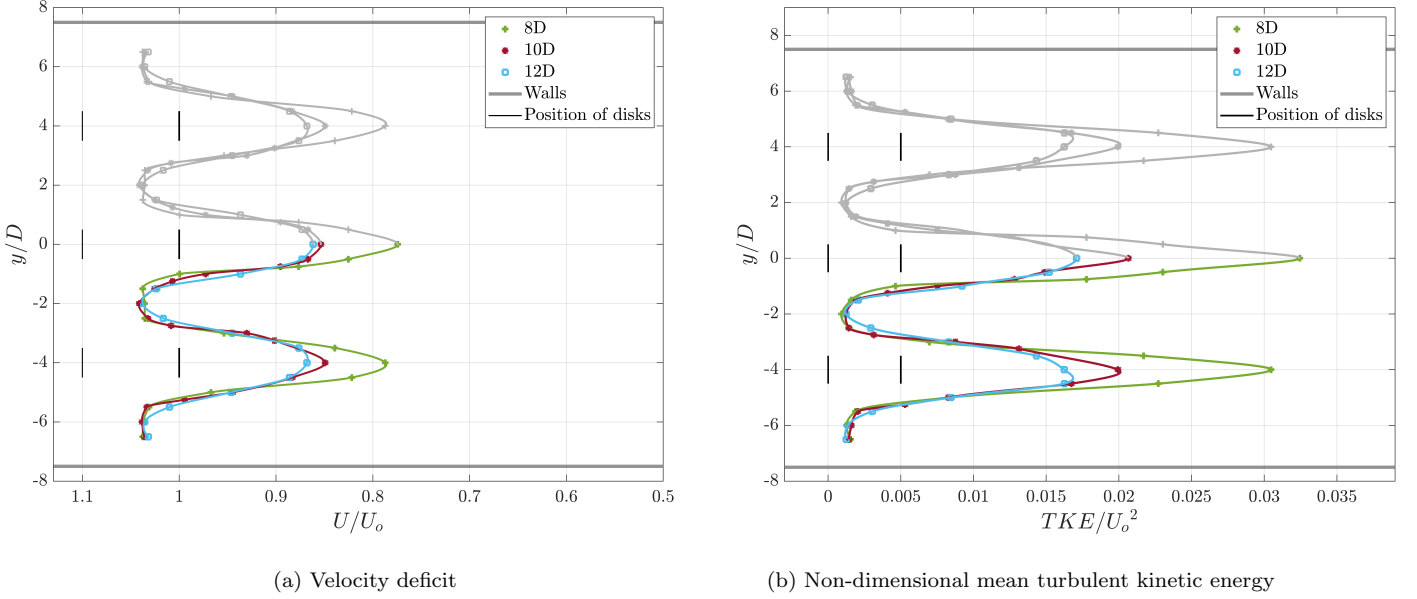 8
6
4
2
0
-2
-4
-6
-8
y/D
1.1 1 0.9 0.8 0.7 0.6 0.5
U/Uₒ
8D
10D
12D
Walls
Position of disks
(a) Velocity deficit
8
6
4
2
0
-2
-4
-6
-8
y/D
0 0.005 0.01 0.015 0.02 0.025 0.03 0.035
TKE/Uₒ²
8D
10D
12D
Walls
Position of disks
(b) Non-dimensional mean turbulent kinetic energy